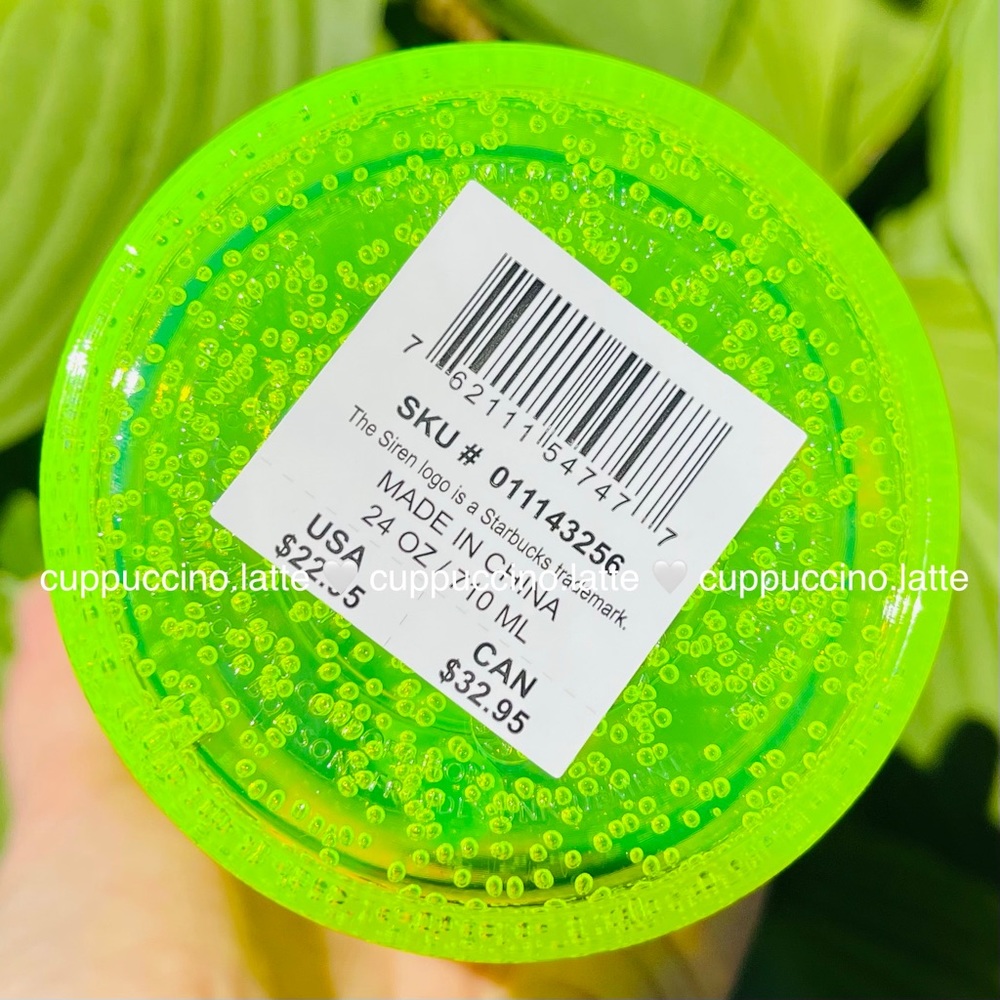 7 62111 54747 7
SKU # 011143256
The Siren logo is a Starbucks trademark.
MADE IN CHINA
24 OZ / 710 ML
USA CAN
$32.95
cuppuccino.latte 🤍 cuppuccino.latte 🤍 cuppuccino.latte